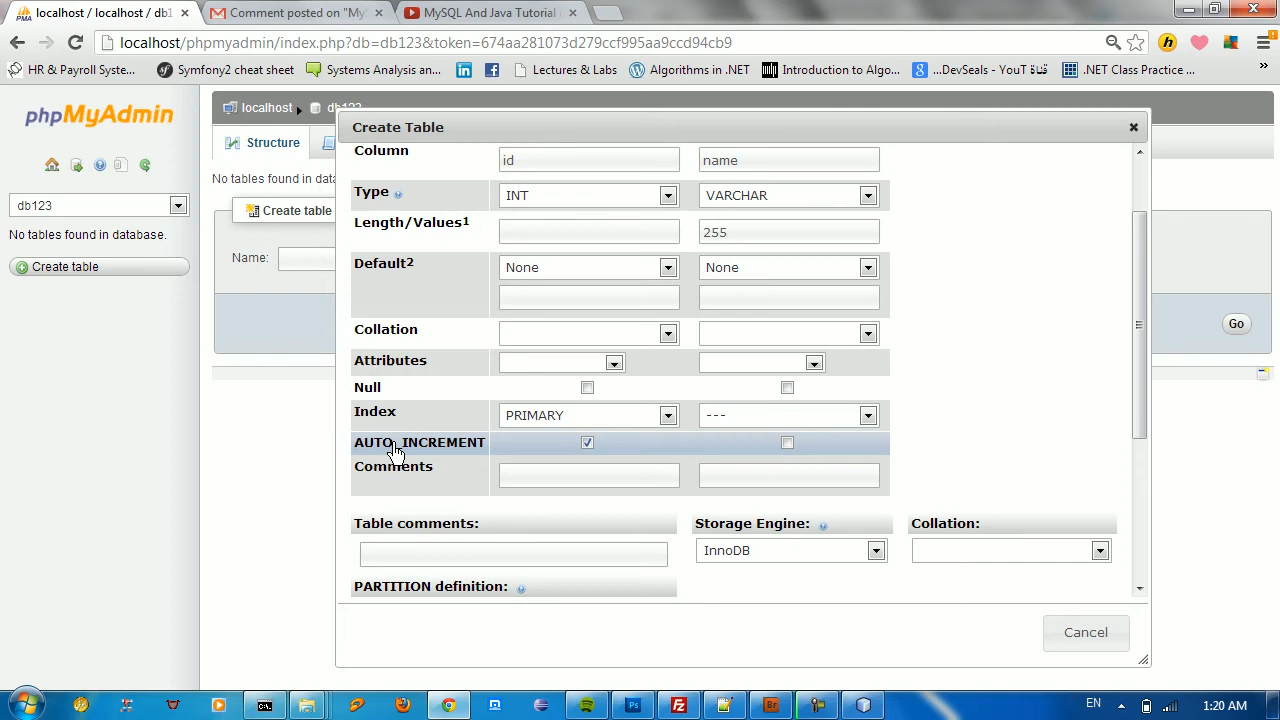 localhost / localhost / db1
Comment posted on "My
MySQL And Java Tutorial
localhost/phpmyadmin/index.php?db=db123&token=674aa281073d279ccf995aa9ccd94cb9
HR & Payroll Syste...
Symfony2 cheat sheet
Systems Analysis an...
Lectures & Labs
Algorithms in .NET
Introduction to Algo...
...DevSeals - YouT
.NET Class Practice ...
phpMyAdmin
db123
No tables found in database.
Create table
localhost
Structure
No tables found in data
Create table
Name:
Go
Create Table
Column
id
name
Type
INT
VARCHAR
Length/Values1
255
Default2
None
None
Collation
Attributes
Null
Index
PRIMARY
---
AUTO_INCREMENT
Comments
Table comments:
Storage Engine:
Collation:
InnoDB
PARTITION definition:
Cancel
EN
1:20 AM